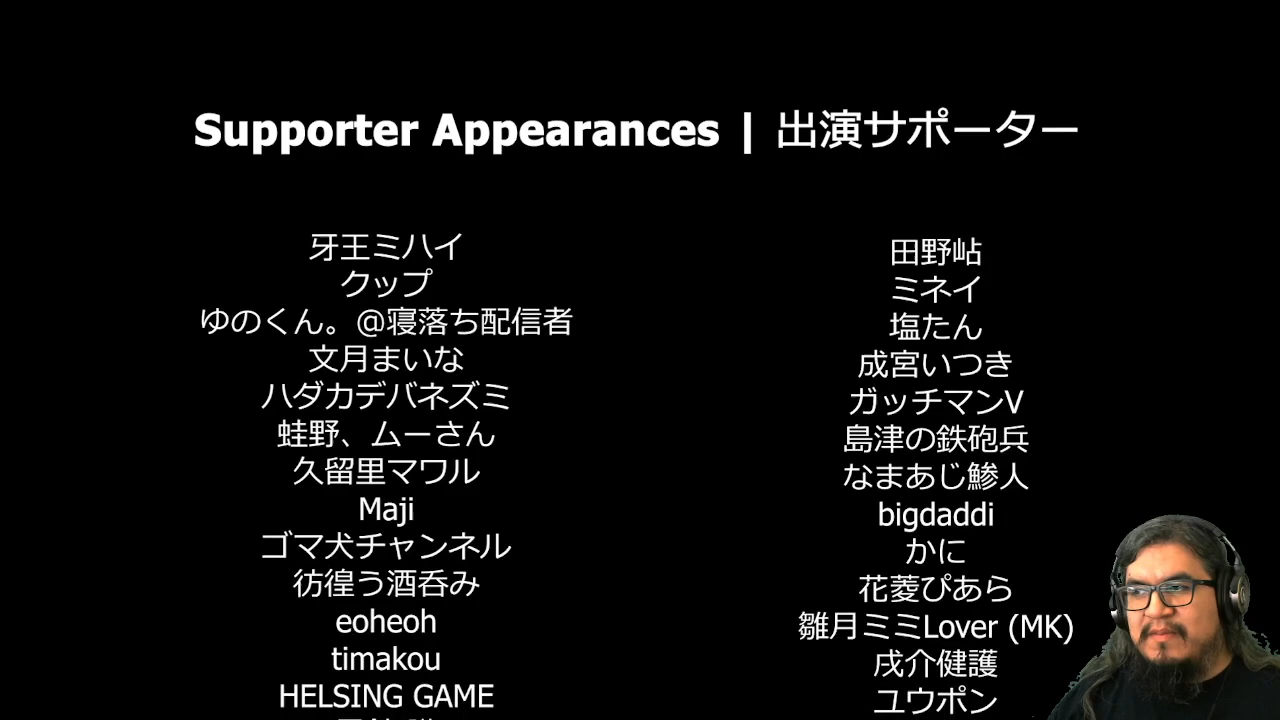 Supporter Appearances | 出演サポーター
牙王ミハイ
クップ
ゆのくん。@寝落ち配信者
文月まいな
ハダカデバネズミ
蛙野、ムーさん
久留里マワル
Maji
ゴマ犬チャンネル
彷徨う酒呑み
eoheoh
timakou
HELSING GAME
田野岾
ミネイ
塩たん
成宮いつき
ガッチマンV
島津の鉄砲兵
なまあじ鯵人
bigdaddi
かに
花菱ぴあら
雛月ミミLover (MK)
戌介健護
ユウポン